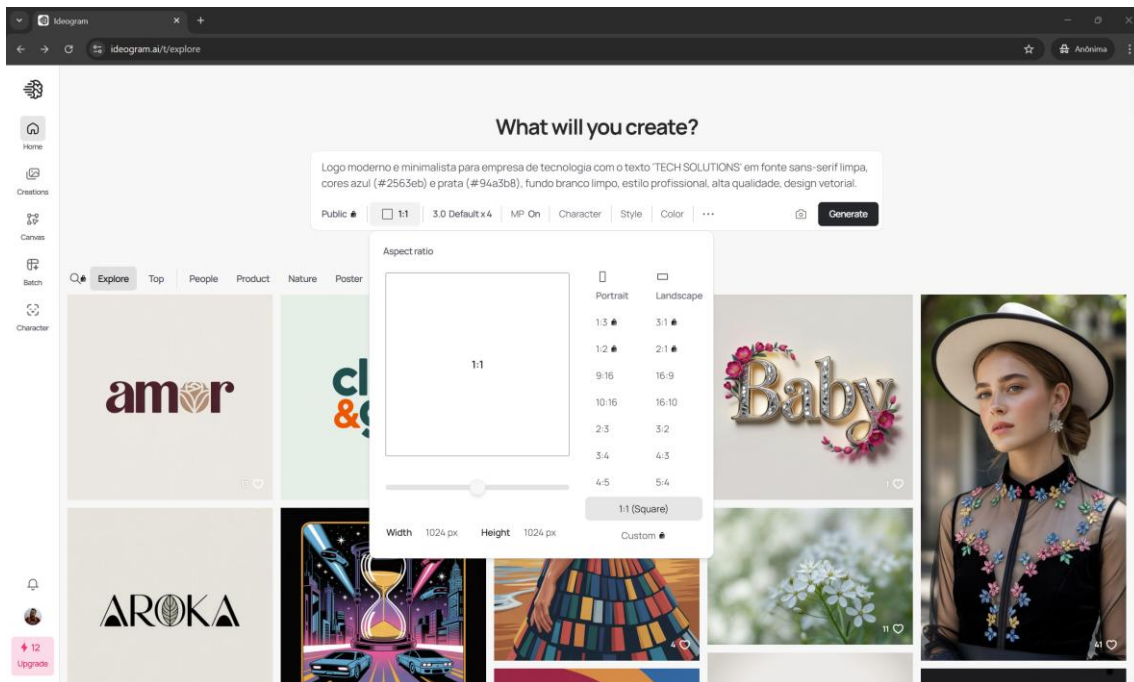 Ideogram
ideogram.ai/t/explore
Anônima
What will you create?
Logo moderno e minimalista para empresa de tecnologia com o texto 'TECH SOLUTIONS' em fonte sans-serif limpa,
cores azul (#2563eb) e prata (#94a3b8), fundo branco limpo, estilo profissional, alta qualidade, design vetorial.
Public 1:1 3.0 Default x 4 MP On Character Style Color ... Generate
Home
Creations
Canvas
Batch
Character
Explore Top People Product Nature Poster
Aspect ratio
1:1
Portrait Landscape
1:3 3:1
1:2 2:1
9:16 16:9
10:16 16:10
2:3 3:2
3:4 4:3
4:5 5:4
1:1 (Square)
Custom
Width 1024 px Height 1024 px
amor
cl
&
Baby
1
AROKA
4
11
41
12
Upgrade